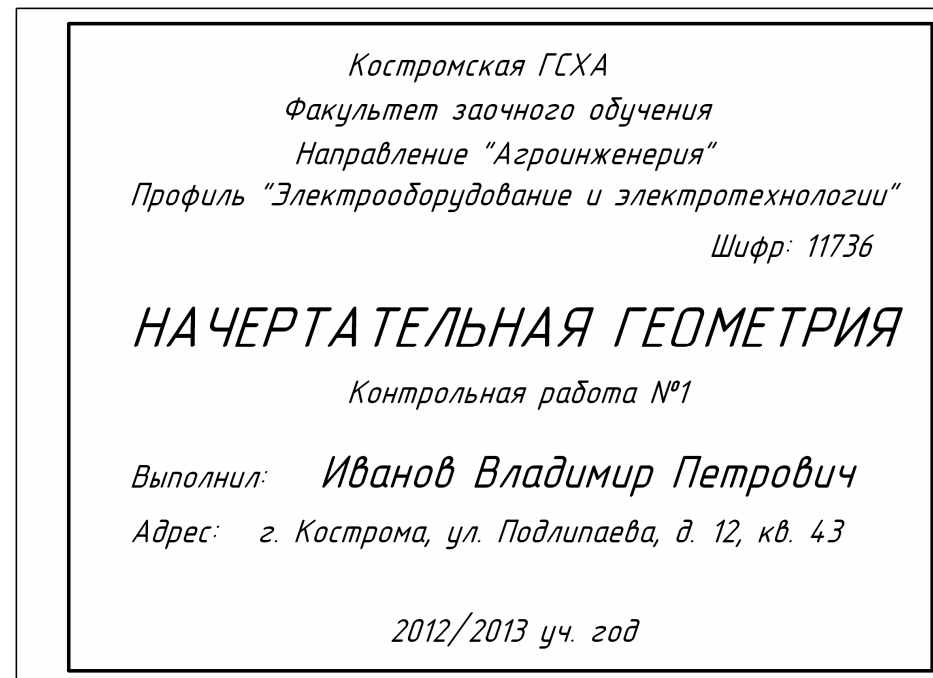 Костромская ГСХА
Факультет заочного обучения
Направление "Агроинженерия"
Профиль "Электрооборудование и электротехнологии"
Шифр: 11736
НАЧЕРТАТЕЛЬНАЯ ГЕОМЕТРИЯ
Контрольная работа №1
Выполнил: Иванов Владимир Петрович
Адрес: г. Кострома, ул. Подлипаева, д. 12, кв. 43
2012/2013 уч. год